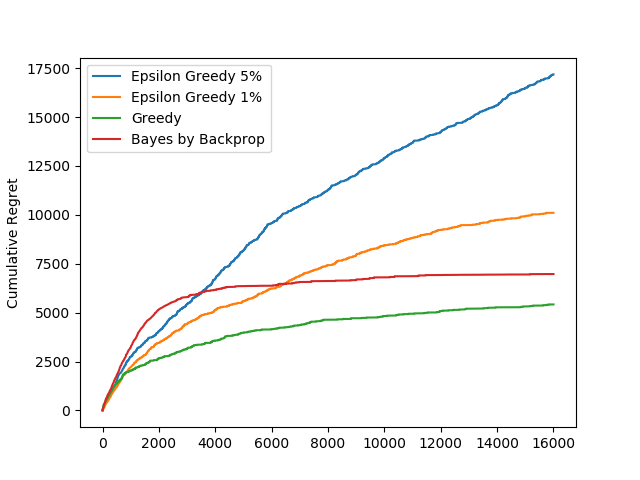 Epsilon Greedy 5%
Epsilon Greedy 1%
Greedy
Bayes by Backprop
Cumulative Regret
17500
15000
12500
10000
7500
5000
2500
0
0 2000 4000 6000 8000 10000 12000 14000 16000